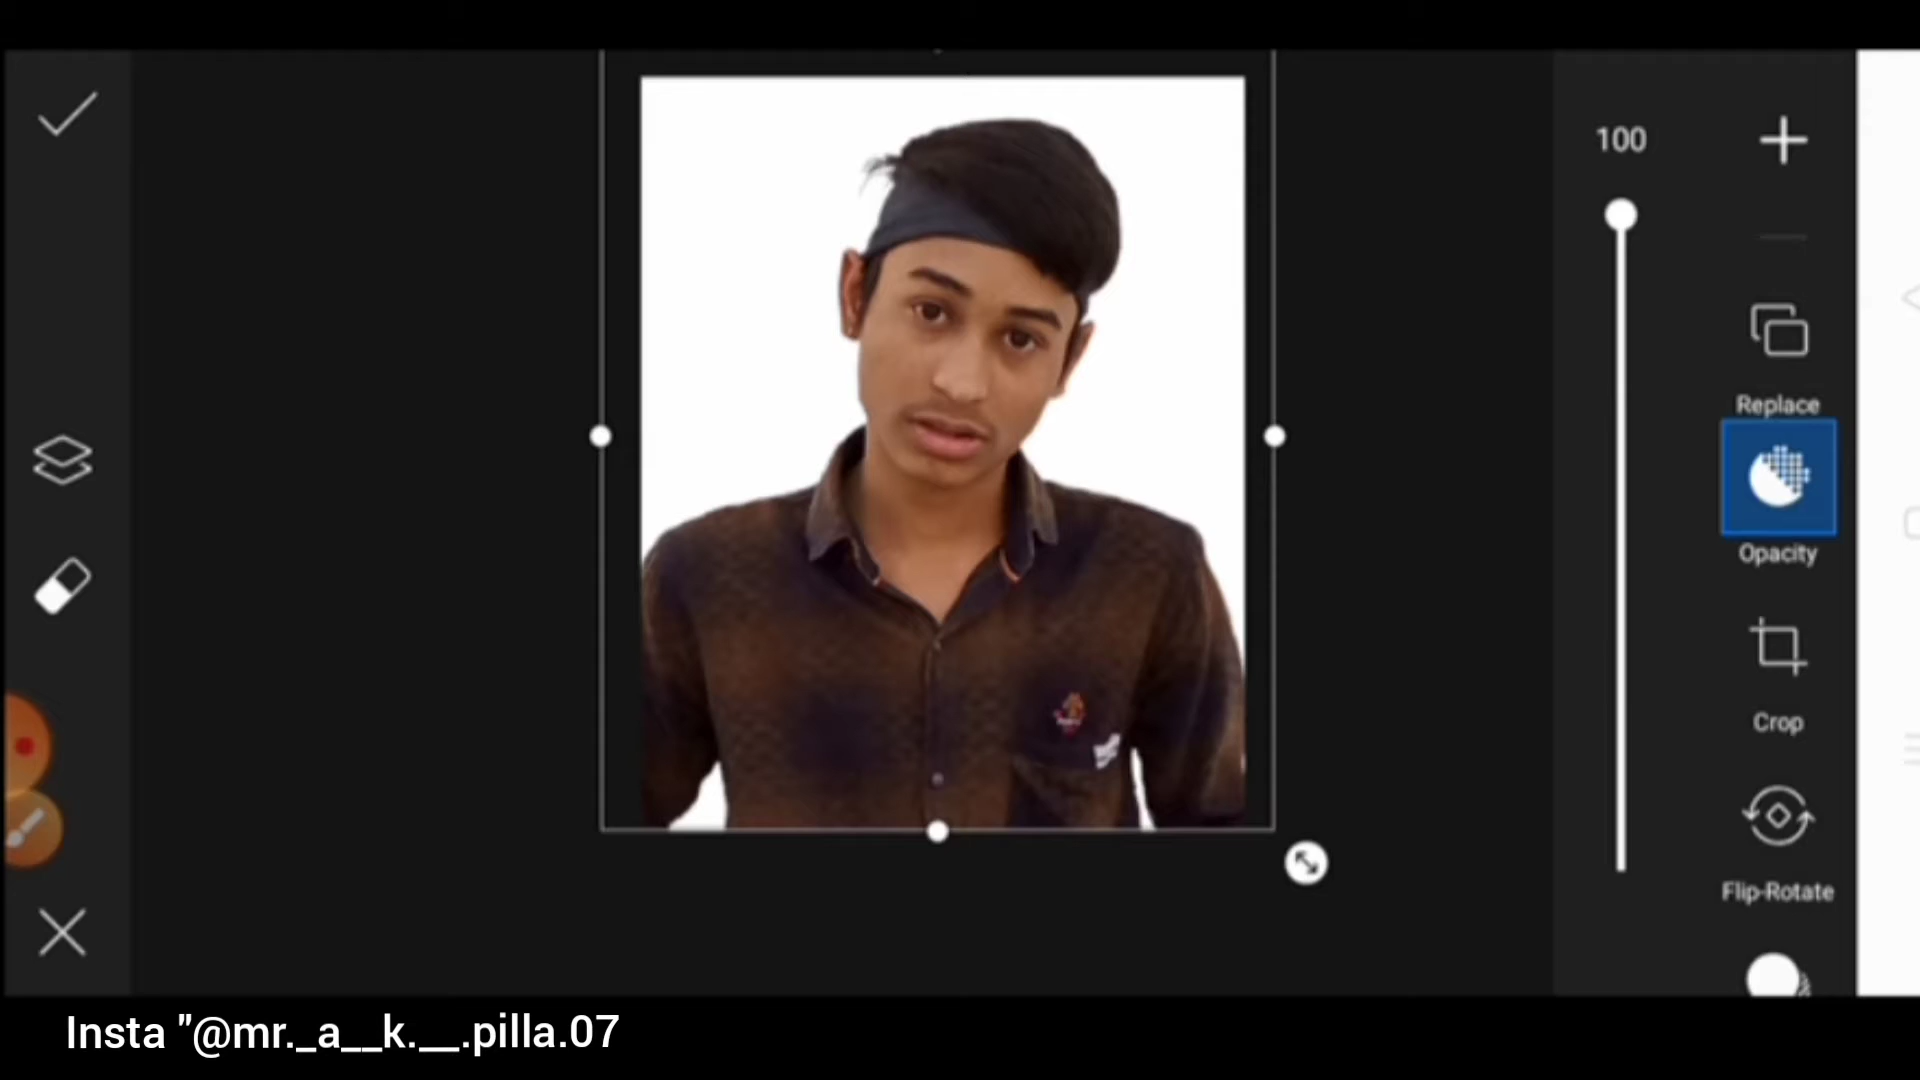 100
Replace
Opacity
Crop
Flip-Rotate
Insta "@mr._a__k.__.pilla.07